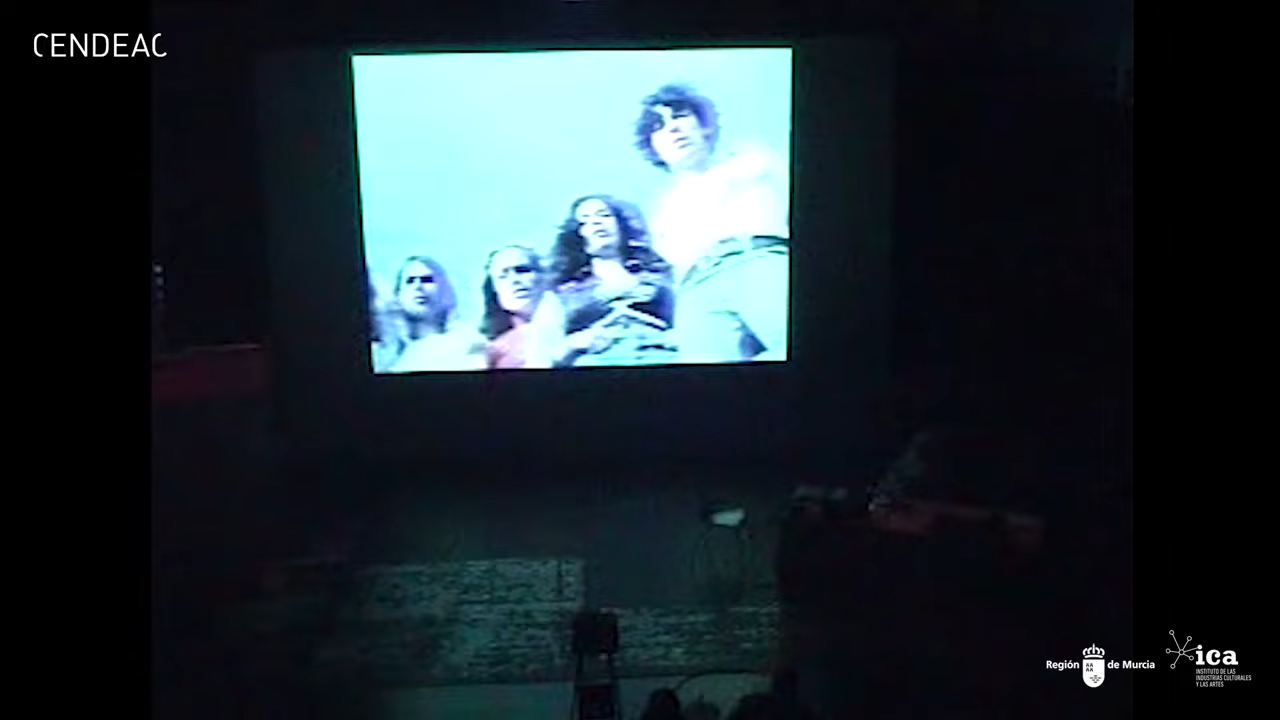 CENDEAC
Región de Murcia
ica
INSTITUTO DE LAS
INDUSTRIAS CULTURALES
Y LAS ARTES